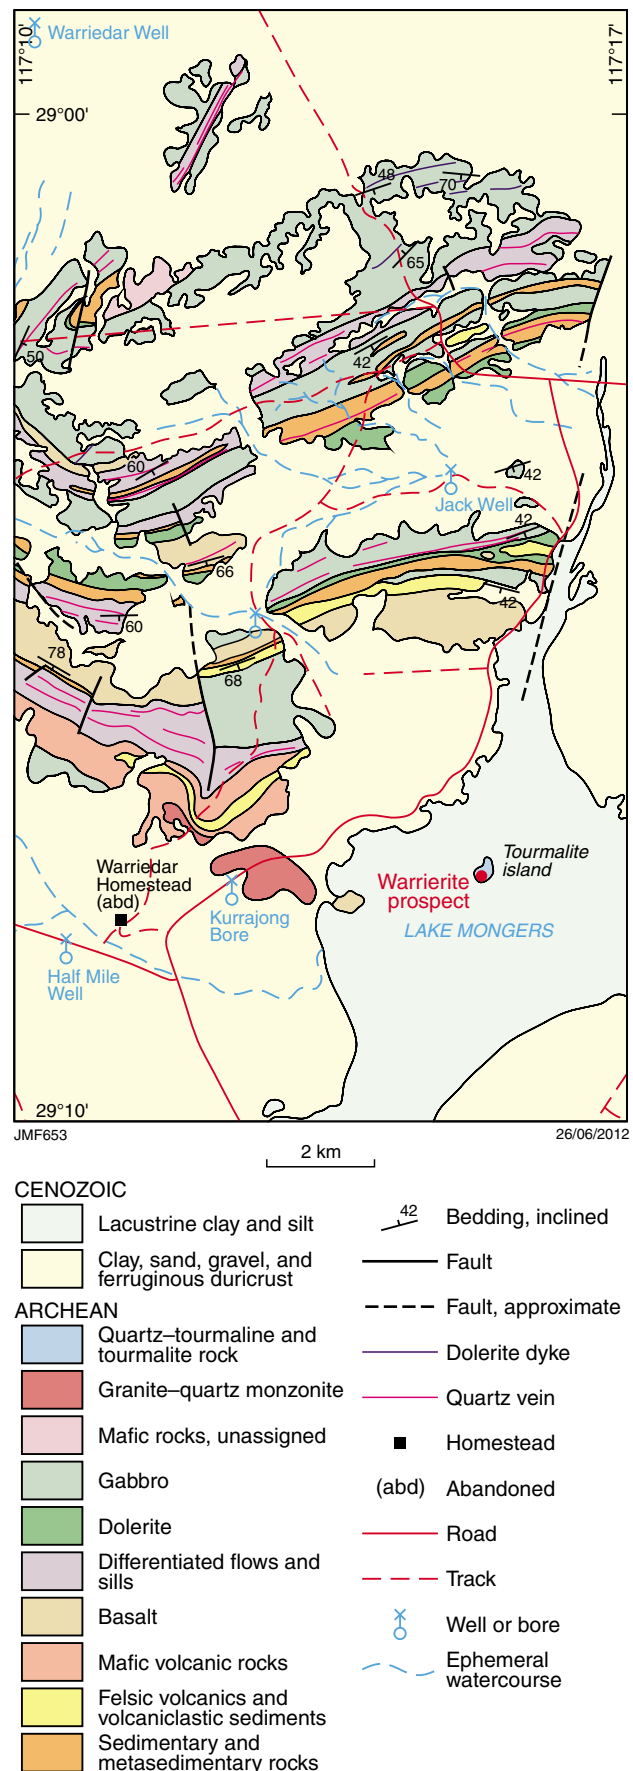 117°10'
Warriedar Well
117°17'
29°00'
48
70
65
50
42
60
42
Jack Well
42
66
42
60
78
68
Tourmalite
island
Warriedar
Homestead
(abd)
Warrierite
prospect
Kurrajong
Bore
LAKE MONGERS
Half Mile
Well
29°10'
JMF653
26/06/2012
2 km
CENOZOIC
Lacustrine clay and silt
Clay, sand, gravel, and
ferruginous duricrust
ARCHEAN
Quartz–tourmaline and
tourmalite rock
Granite–quartz monzonite
Mafic rocks, unassigned
Gabbro
Dolerite
Differentiated flows and
sills
Basalt
Mafic volcanic rocks
Felsic volcanics and
volcaniclastic sediments
Sedimentary and
metasedimentary rocks
42
Bedding, inclined
Fault
Fault, approximate
Dolerite dyke
Quartz vein
Homestead
(abd) Abandoned
Road
Track
Well or bore
Ephemeral
watercourse